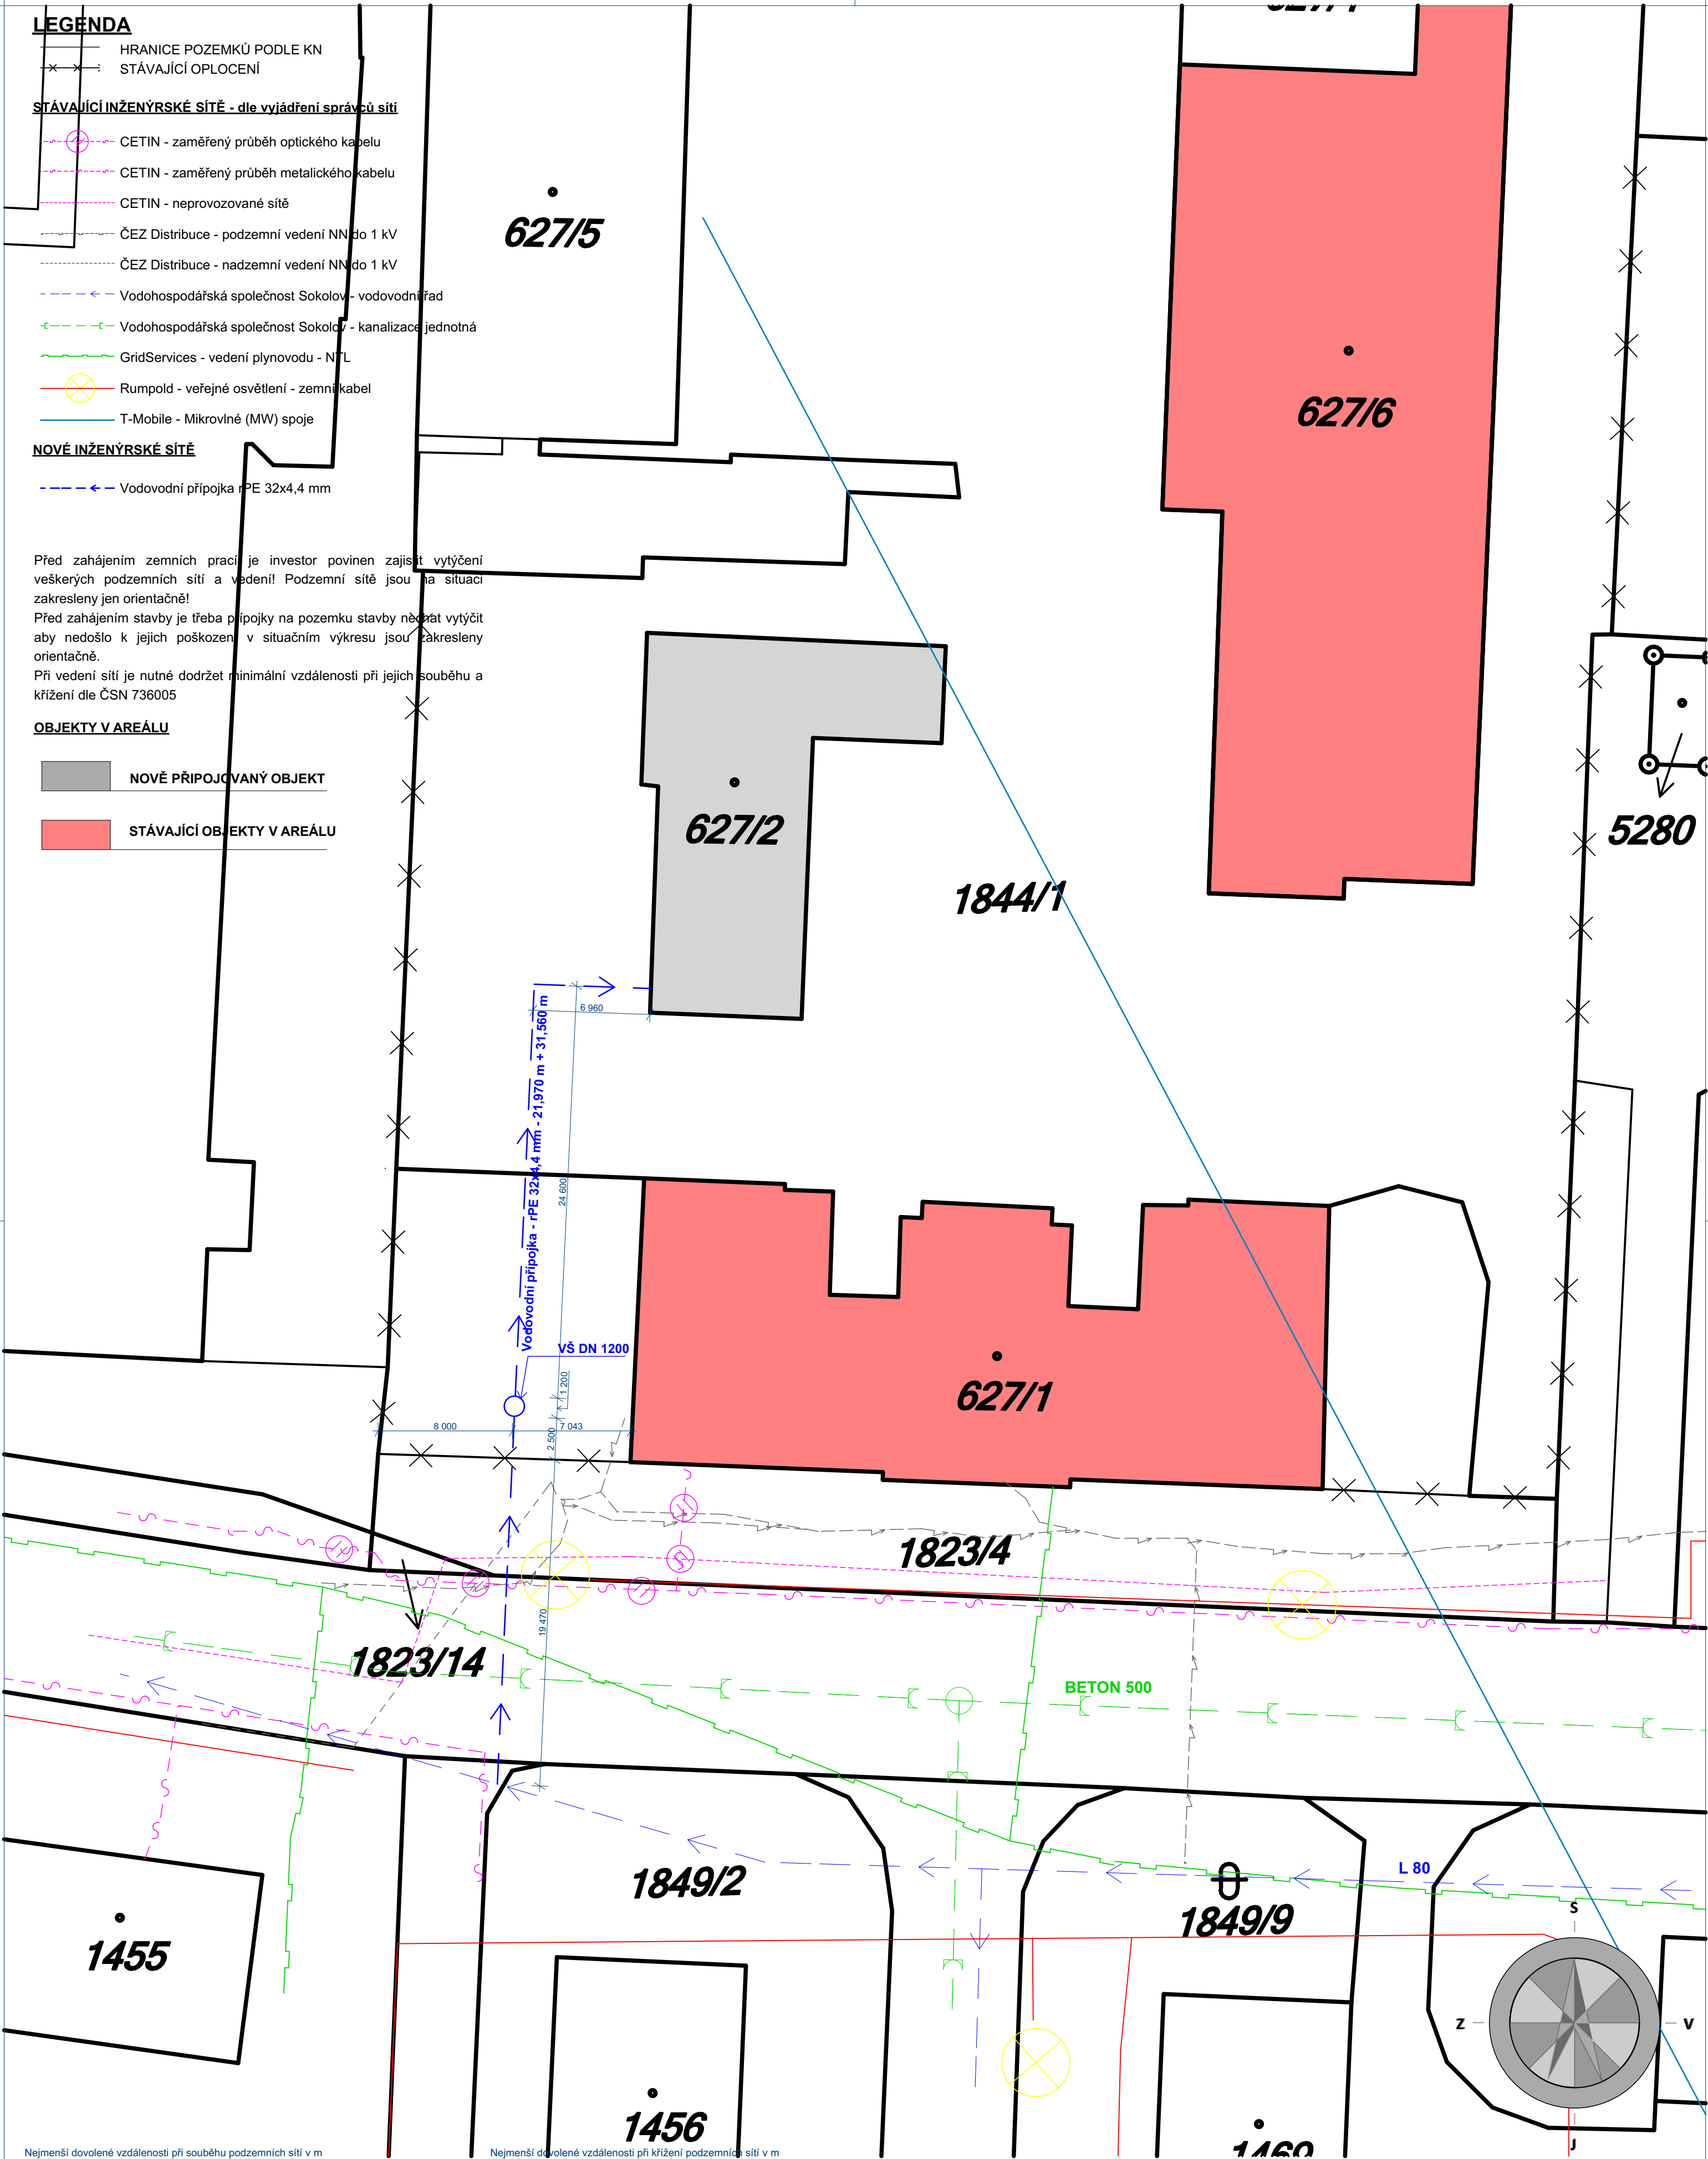 LEGENDA
HRANICE POZEMKŮ PODLE KN
STÁVAJÍCÍ OPLOCENÍ
STÁVAJÍCÍ INŽENÝRSKÉ SÍTĚ - dle vyjádření správců sítí
CETIN - zaměřený průběh optického kabelu
CETIN - zaměřený průběh metalického kabelu
CETIN - neprovozované sítě
ČEZ Distribuce - podzemní vedení NN do 1 kV
ČEZ Distribuce - nadzemní vedení NN do 1 kV
Vodohospodářská společnost Sokolov - vodovodní řad
Vodohospodářská společnost Sokolov - kanalizace jednotná
GridServices - vedení plynovodu - NTL
Rumpold - veřejné osvětlení - zemní kabel
T-Mobile - Mikrovlné (MW) spoje
NOVÉ INŽENÝRSKÉ SÍTĚ
Vodovodní přípojka rPE 32x4,4 mm
Před zahájením zemních prací je investor povinen zajistit vytýčení
veškerých podzemních sítí a vedení! Podzemní sítě jsou na situaci
zakresleny jen orientačně!
Před zahájením stavby je třeba přípojky na pozemku stavby nechat vytýčit
aby nedošlo k jejich poškození v situačním výkresu jsou zakresleny
orientačně.
Při vedení sítí je nutné dodržet minimální vzdálenosti při jejich souběhu a
křížení dle ČSN 736005
OBJEKTY V AREÁLU
NOVĚ PŘIPOJOVANÝ OBJEKT
STÁVAJÍCÍ OBJEKTY V AREÁLU
627/5
627/6
627/2
1844/1
5280
6 960
Vodovodní přípojka - rPE 32x4,4 mm - 21,970 m + 31,560 m
24 600
VŠ DN 1200
1 200
8 000
7 043
2 500
627/1
1823/4
19 470
1823/14
BETON 500
1849/2
L 80
1849/9
1455
1456
1469
S
Z
V
J
Nejmenší dovolené vzdálenosti při souběhu podzemních sítí v m
Nejmenší dovolené vzdálenosti při křížení podzemních sítí v m